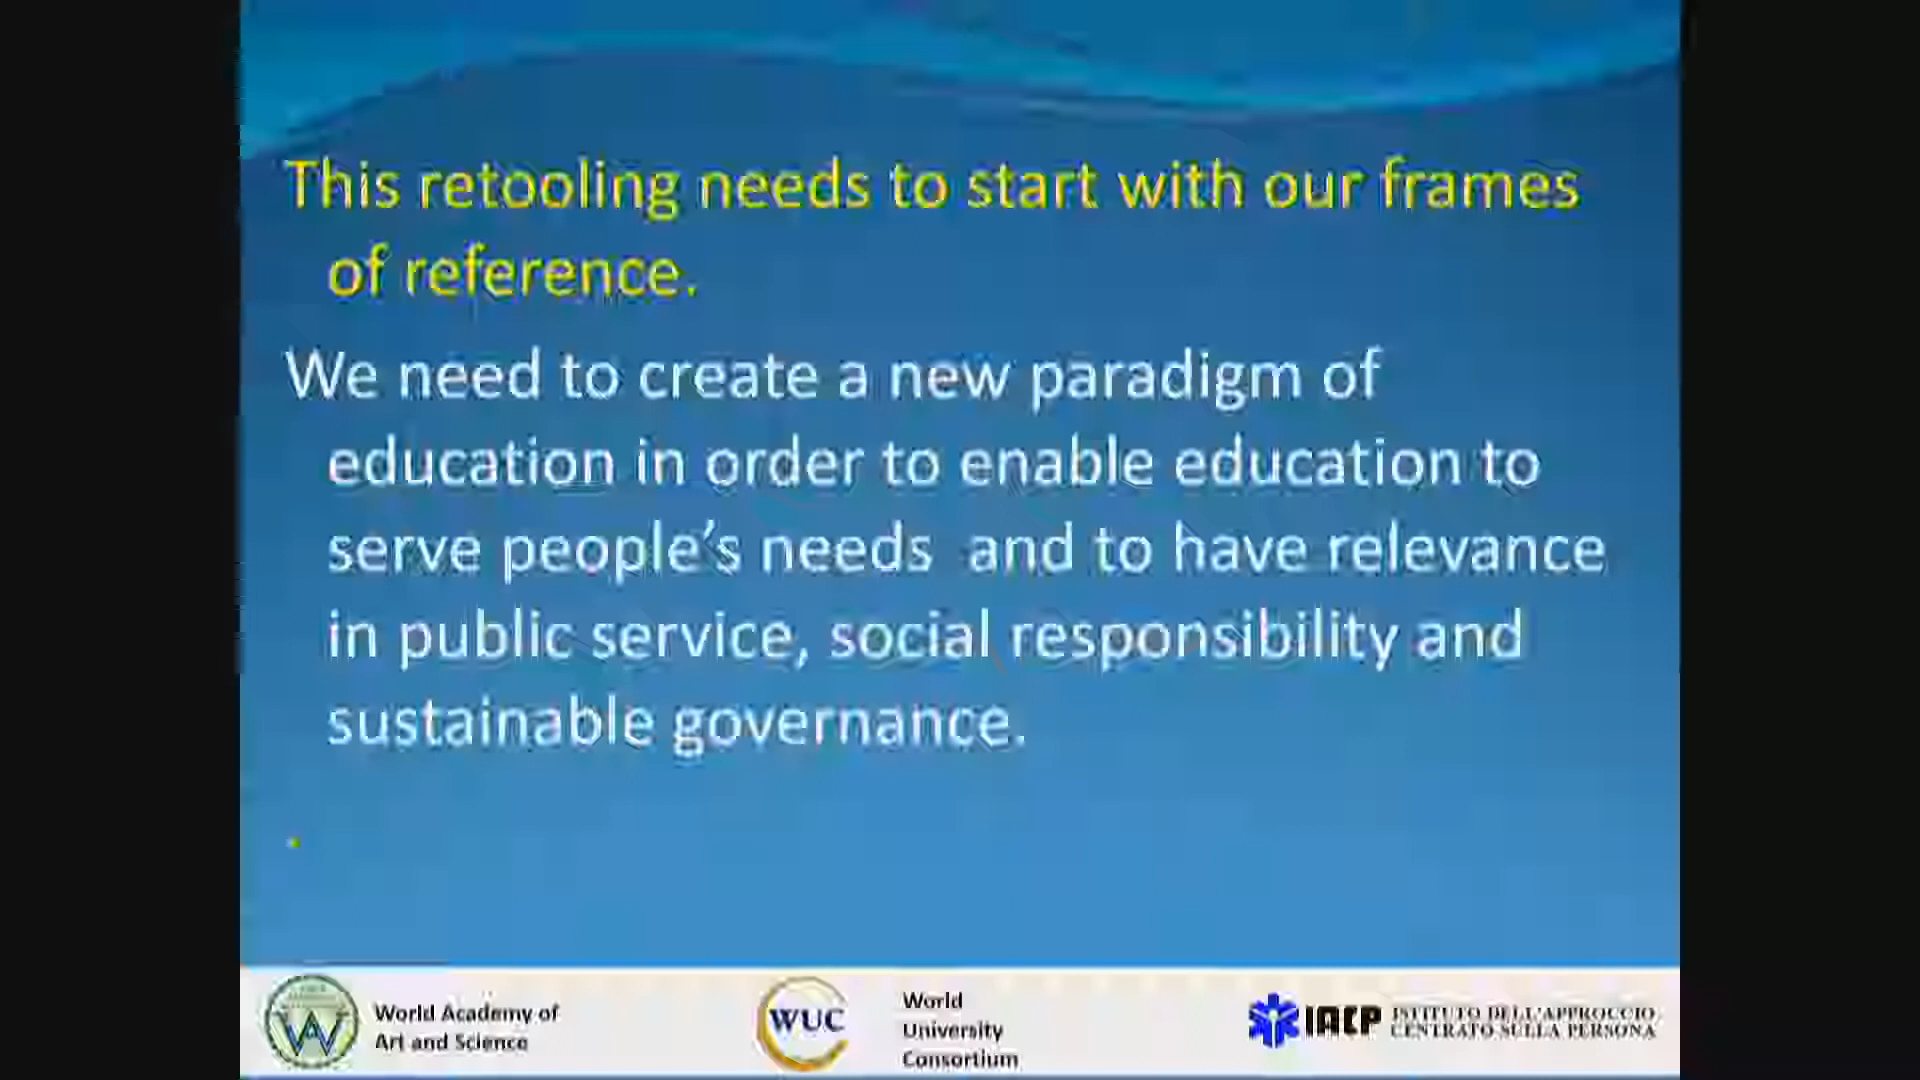 This retooling needs to start with our frames
of reference.
We need to create a new paradigm of
education in order to enable education to
serve people's needs  and to have relevance
in public service, social responsibility and
sustainable governance.
.
World Academy of
Art and Science
WUC
World
University
Consortium
IACP
ISTITUTO DELL'APPROCCIO
CENTRATO SULLA PERSONA